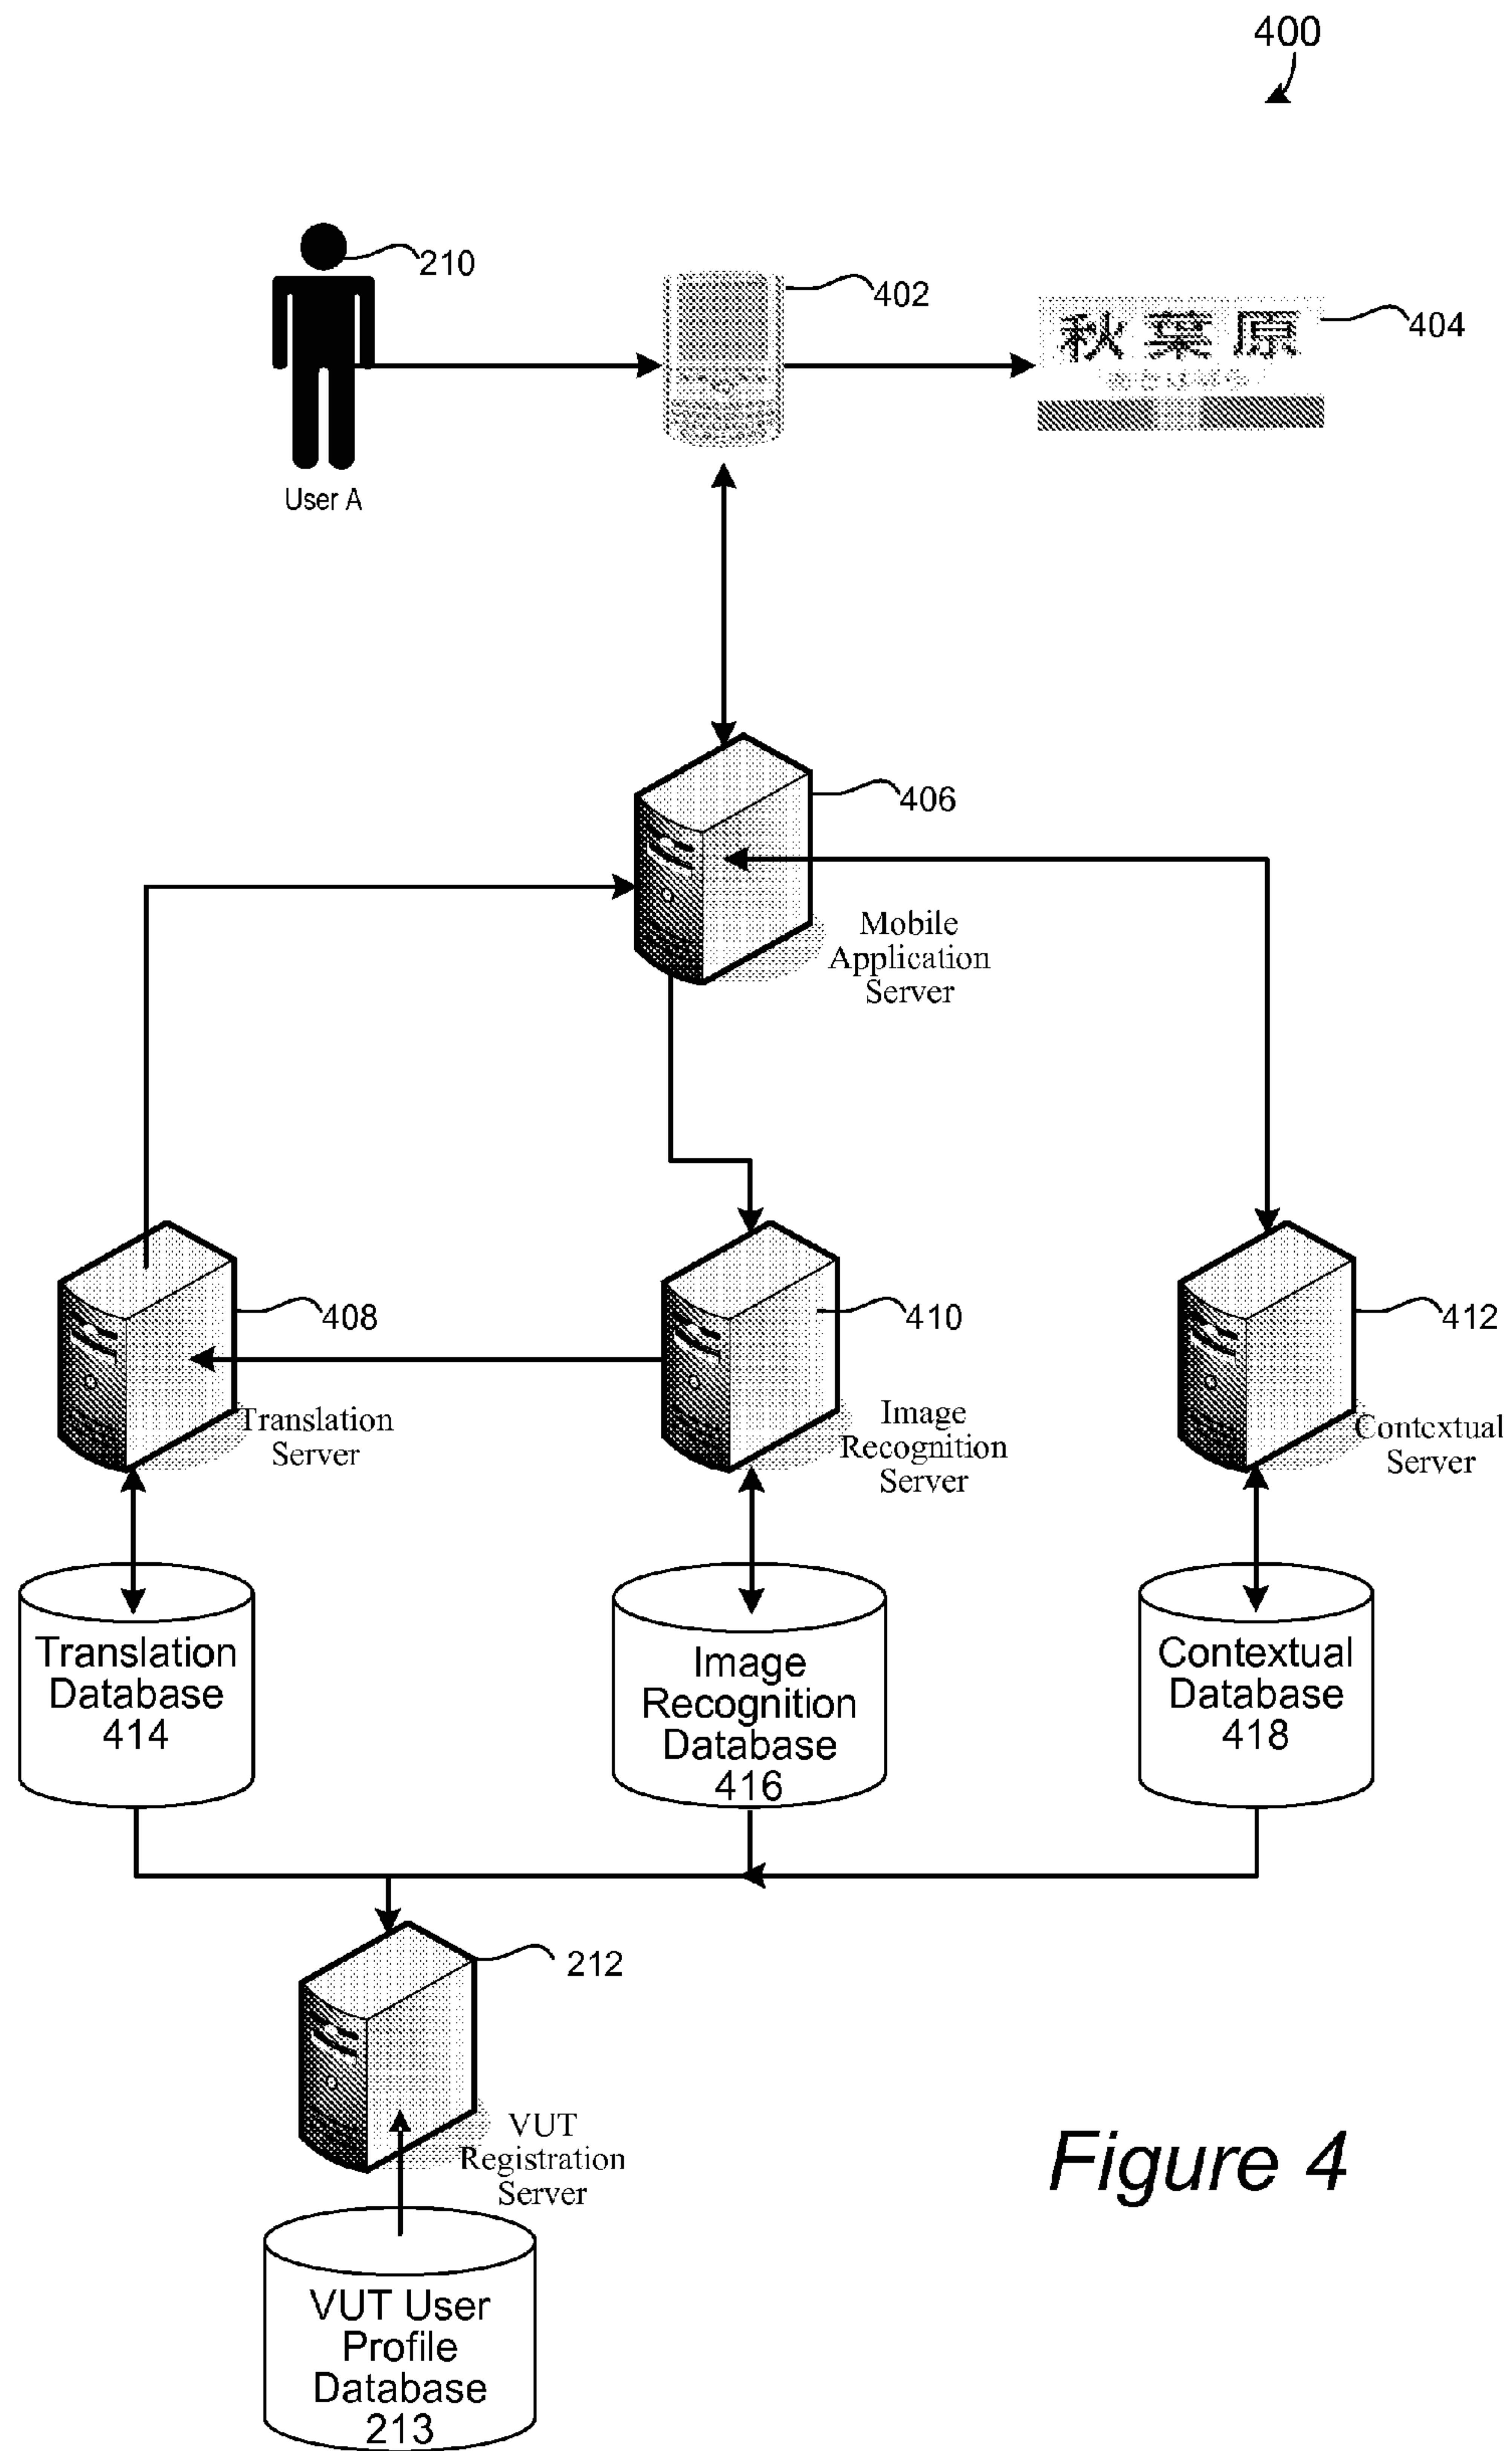 400
210
402
404
秋葉原
User A
406
Mobile
Application
Server
408
410
412
Translation
Server
Image
Recognition
Server
Contextual
Server
Translation
Database
414
Image
Recognition
Database
416
Contextual
Database
418
212
VUT
Registration
Server
Figure 4
VUT User
Profile
Database
213